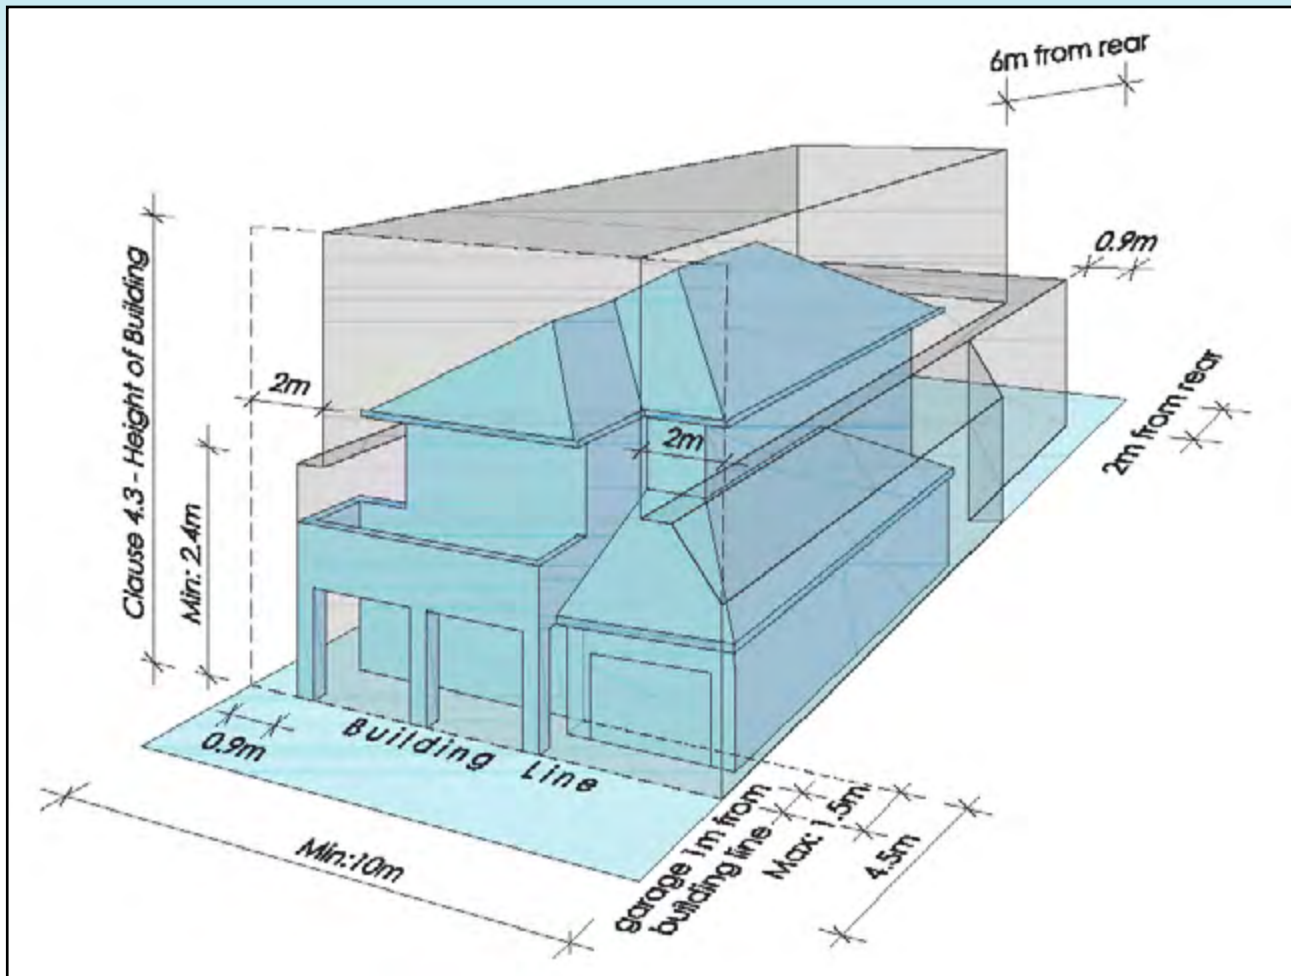 6m from rear
0.9m
Clause 4.3 - Height of Building
2m
Min: 2.4m
2m
2m from rear
0.9m
Building Line
Min:10m
garage 1m from
building line
Max: 1.5m
4.5m